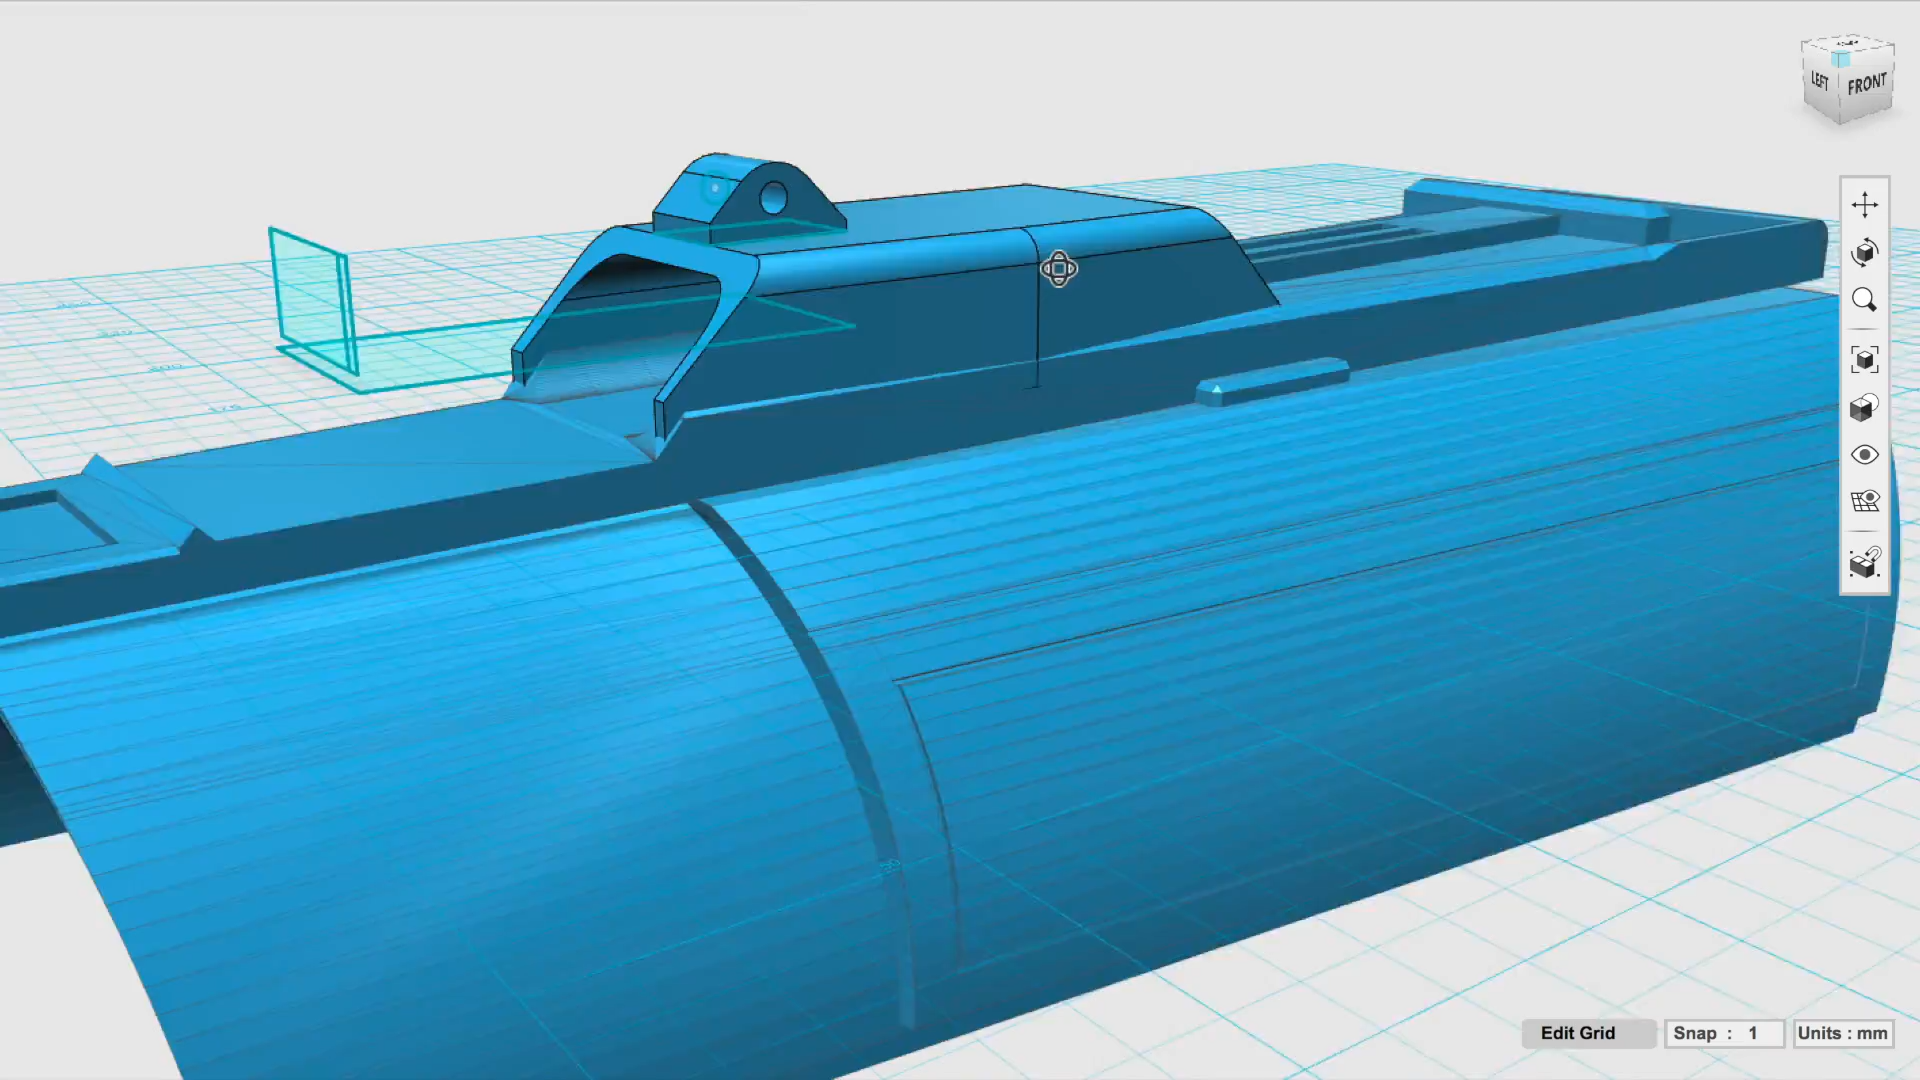 LEFT
FRONT
Edit Grid
Snap : 1
Units : mm